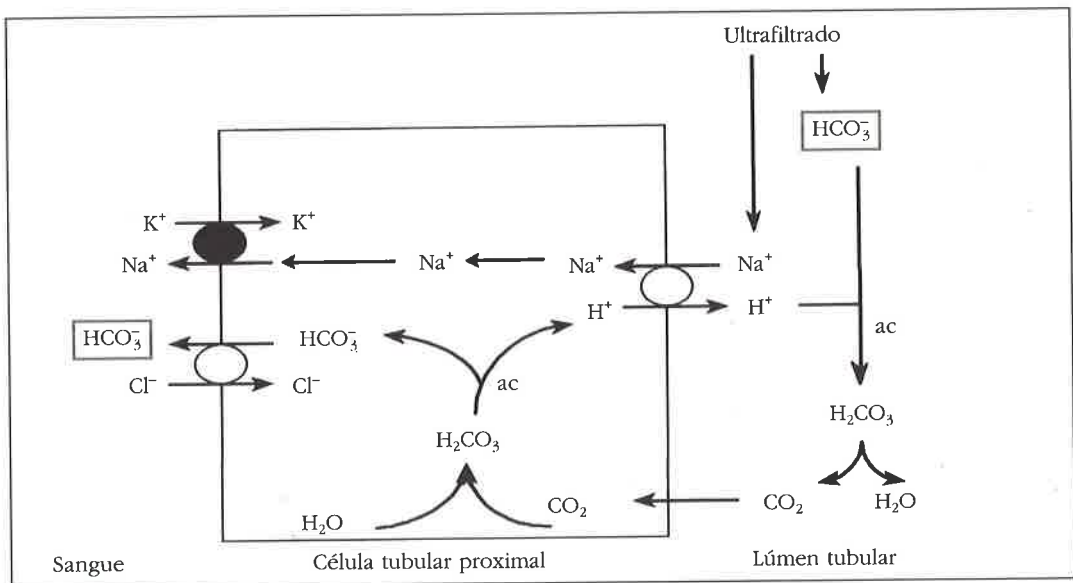 Ultrafiltrado
HCO₃⁻
K⁺ K⁺
Na⁺ Na⁺ Na⁺ Na⁺
H⁺ H⁺
HCO₃⁻ HCO₃⁻
ac
Cl⁻ Cl⁻
ac
H₂CO₃
H₂CO₃
CO₂ H₂O
H₂O CO₂
Sangue Célula tubular proximal Lúmen tubular